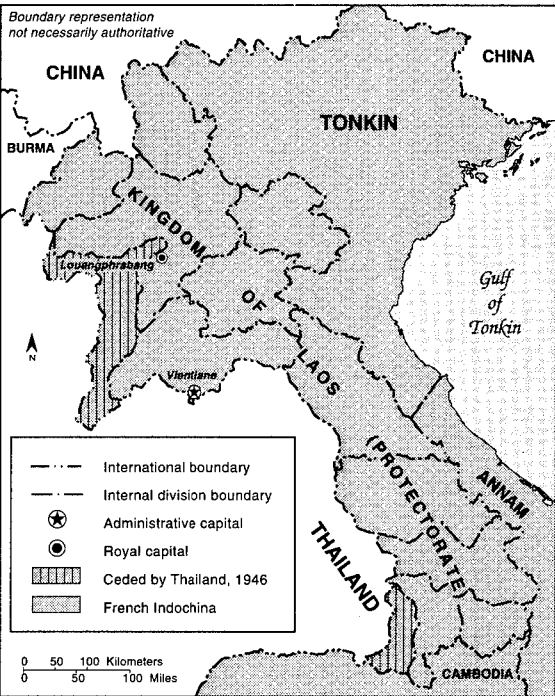 Boundary representation
not necessarily authoritative
CHINA
CHINA
TONKIN
BURMA
KINGDOM
OF
LAOS
(PROTECTORATE)
Louangphrabang
Gulf
of
Tonkin
N
Vientiane
ANNAM
THAILAND
CAMBODIA
International boundary
Internal division boundary
Administrative capital
Royal capital
Ceded by Thailand, 1946
French Indochina
0 50 100 Kilometers
0 50 100 Miles